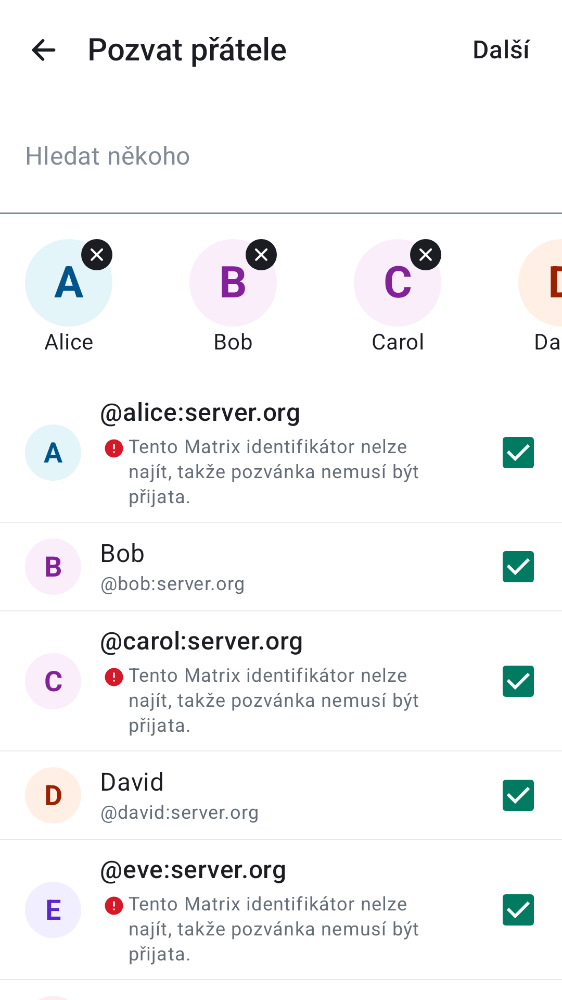 Pozvat přátele
Další
Hledat někoho
A
B
C
D
Alice
Bob
Carol
Da
@alice:server.org
A
Tento Matrix identifikátor nelze
najít, takže pozvánka nemusí být
přijata.
Bob
B
@bob:server.org
@carol:server.org
C
Tento Matrix identifikátor nelze
najít, takže pozvánka nemusí být
přijata.
David
D
@david:server.org
@eve:server.org
E
Tento Matrix identifikátor nelze
najít, takže pozvánka nemusí být
přijata.